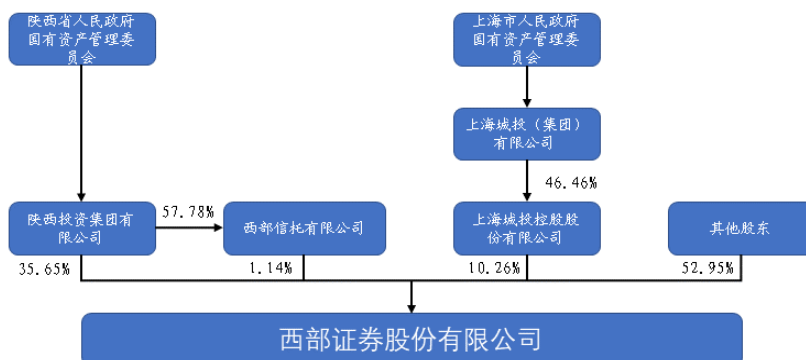 陕西省人民政府
国有资产管理委
员会
上海市人民政府
国有资产管理委
员会
上海城投（集团）
有限公司
46.46%
陕西投资集团有
限公司
57.78%
西部信托有限公司
上海城投控股股
份有限公司
其他股东
35.65%
1.14%
10.26%
52.95%
西部证券股份有限公司